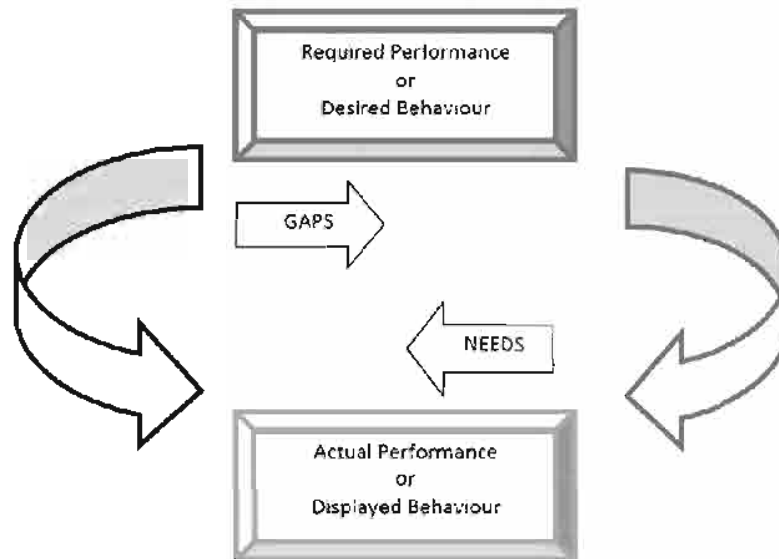 Required Performance
or
Desired Behaviour
GAPS
NEEDS
Actual Performance
or
Displayed Behaviour